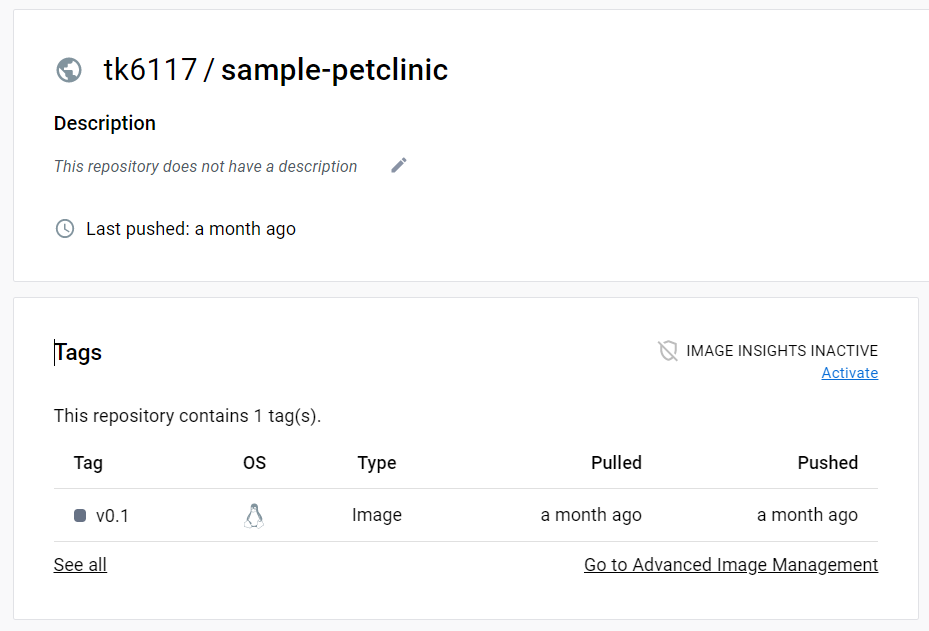 tk6117 / sample-petclinic
Description
This repository does not have a description
Last pushed: a month ago
Tags
IMAGE INSIGHTS INACTIVE
Activate
This repository contains 1 tag(s).
Tag OS Type Pulled Pushed
v0.1 Image a month ago a month ago
See all Go to Advanced Image Management